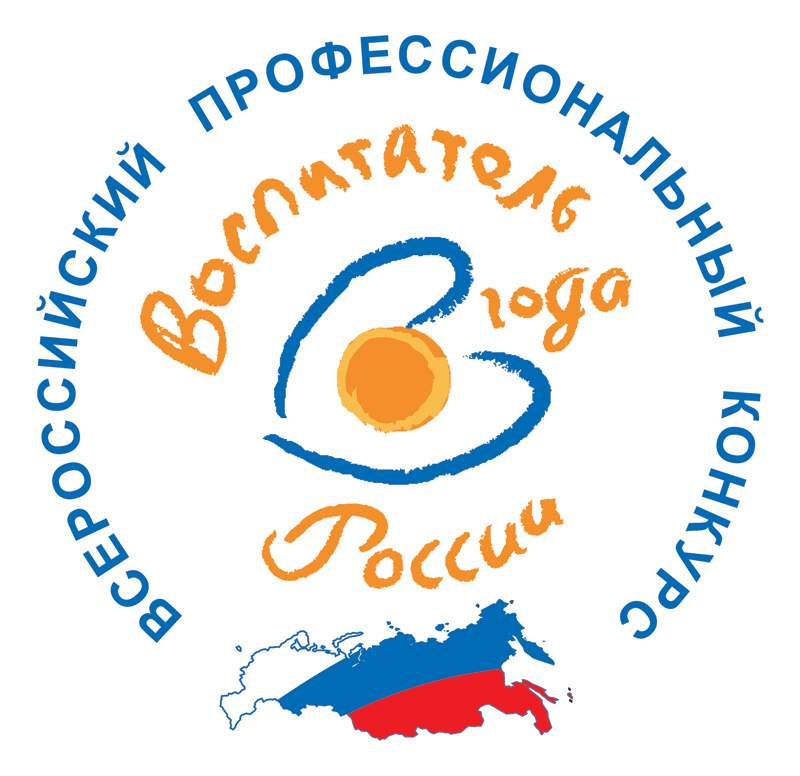 ВСЕРОССИЙСКИЙ ПРОФЕССИОНАЛЬНЫЙ КОНКУРС
Воспитатель
года
России